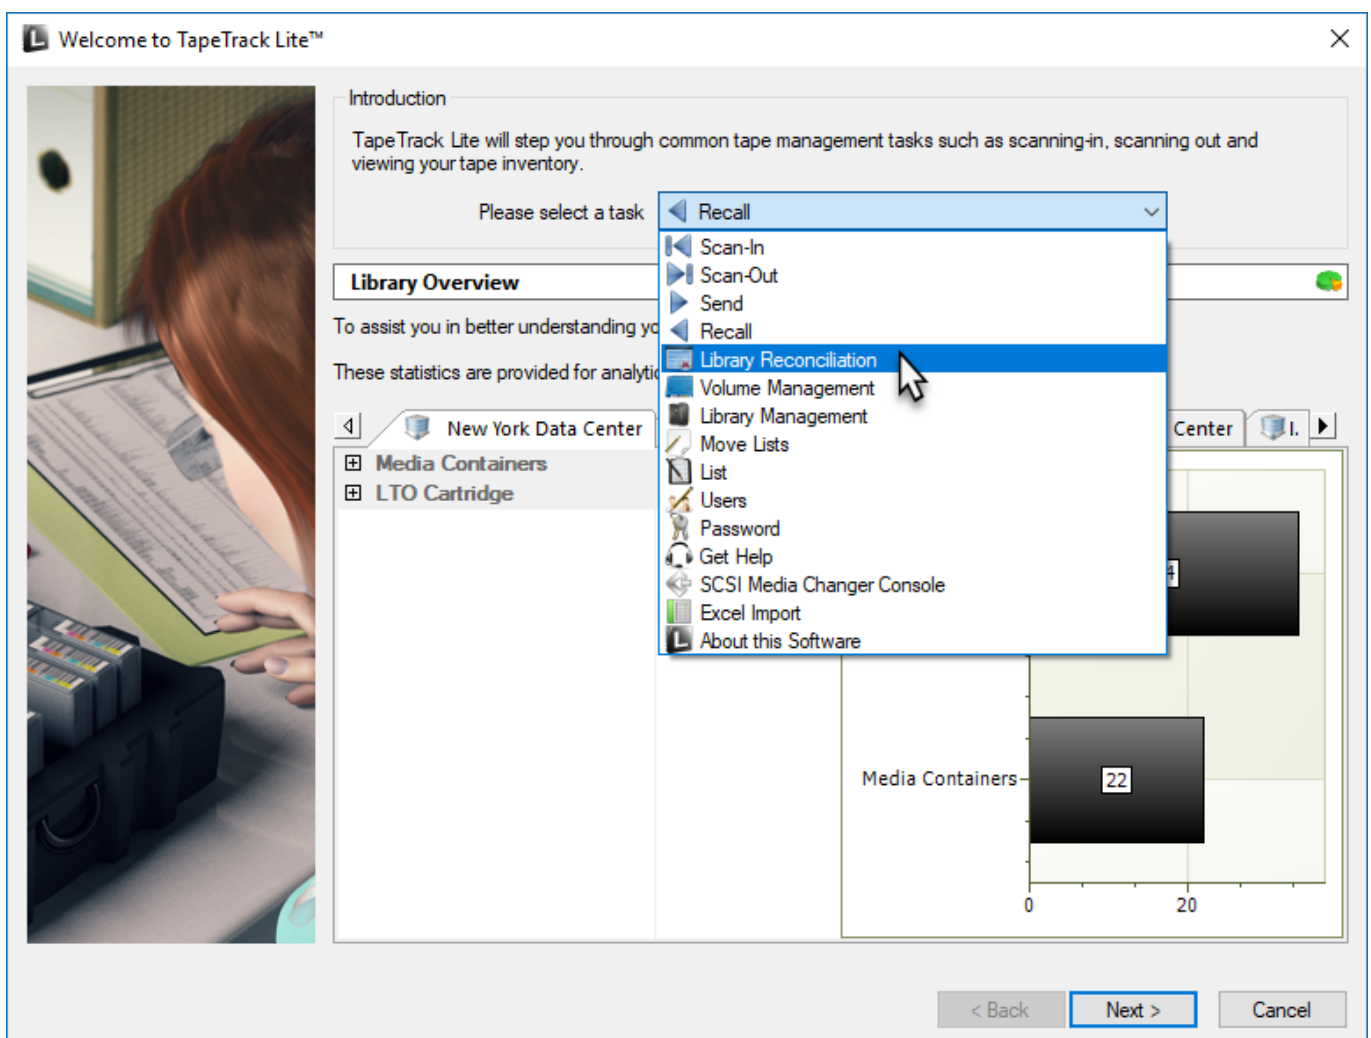 Welcome to TapeTrack Lite™
Introduction
TapeTrack Lite will step you through common tape management tasks such as scanning-in, scanning out and
viewing your tape inventory.
Please select a task
Recall
Scan-In
Scan-Out
Send
Recall
Library Reconciliation
Volume Management
Library Management
Move Lists
List
Users
Password
Get Help
SCSI Media Changer Console
Excel Import
About this Software
Library Overview
To assist you in better understanding
These statistics are provided for
New York Data Center
Center
Media Containers
LTO Cartridge
Media Containers
22
0
20
< Back
Next >
Cancel